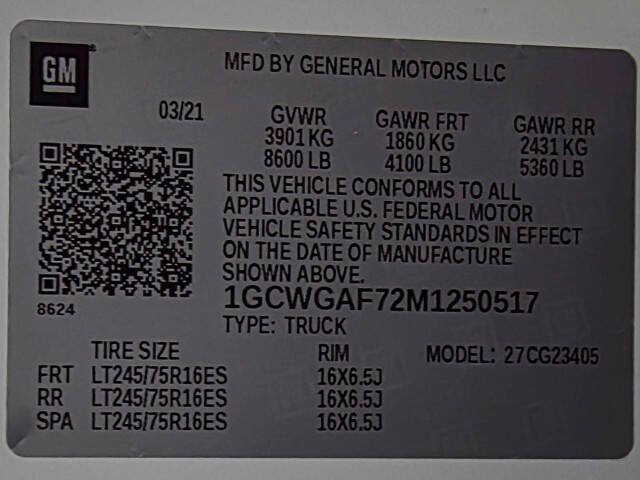 GM
MFD BY GENERAL MOTORS LLC
03/21 GVWR GAWR FRT GAWR RR
3901 KG 1860 KG 2431 KG
8600 LB 4100 LB 5360 LB
THIS VEHICLE CONFORMS TO ALL
APPLICABLE U.S. FEDERAL MOTOR
VEHICLE SAFETY STANDARDS IN EFFECT
ON THE DATE OF MANUFACTURE
SHOWN ABOVE.
1GCWGAF72M1250517
8624
TYPE: TRUCK
TIRE SIZE RIM MODEL: 27CG23405
FRT LT245/75R16ES 16X6.5J
RR LT245/75R16ES 16X6.5J
SPA LT245/75R16ES 16X6.5J